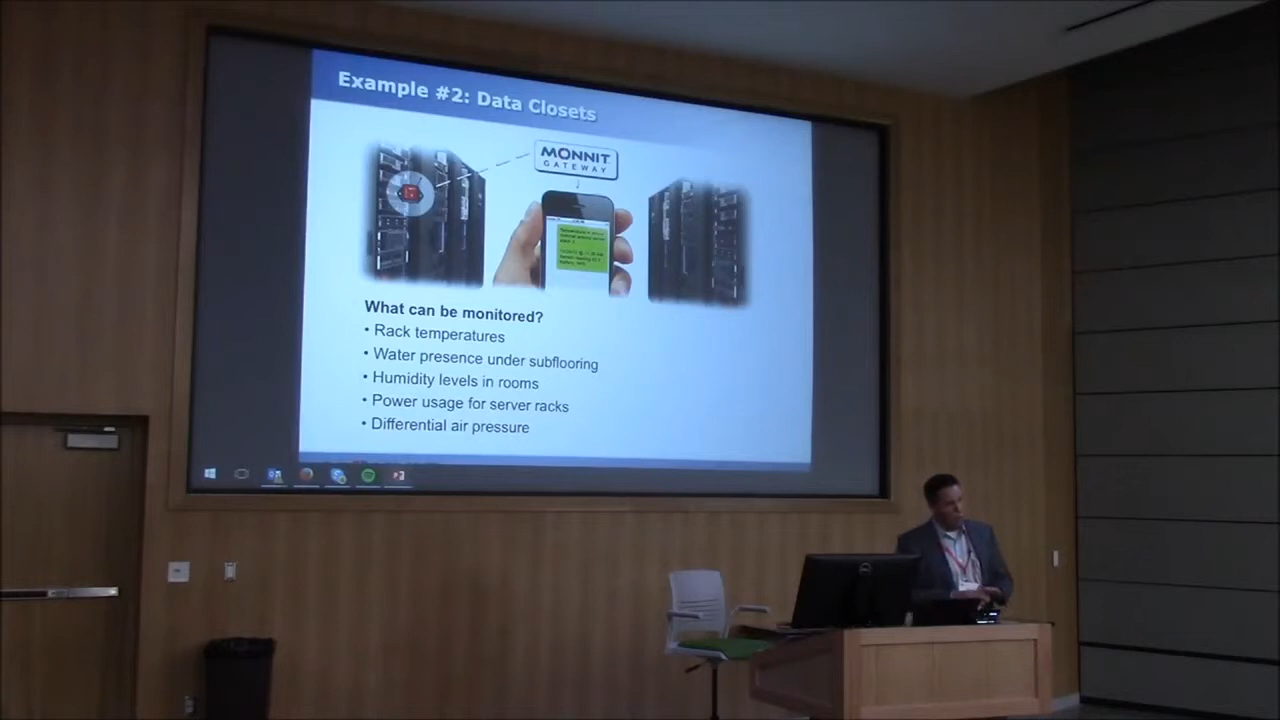 Example #2: Data Closets
MONNIT
GATEWAY
What can be monitored?
• Rack temperatures
• Water presence under subflooring
• Humidity levels in rooms
• Power usage for server racks
• Differential air pressure